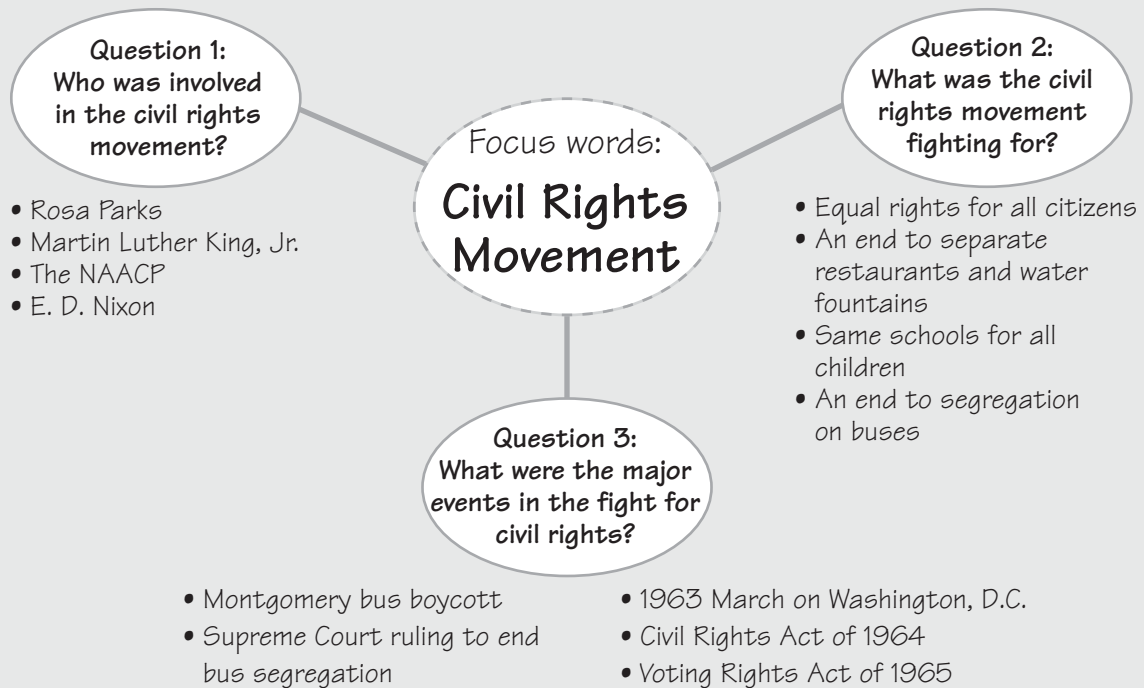 Question 1:
Who was involved
in the civil rights
movement?
• Rosa Parks
• Martin Luther King, Jr.
• The NAACP
• E. D. Nixon
Focus words:
Civil Rights
Movement
Question 2:
What was the civil
rights movement
fighting for?
• Equal rights for all citizens
• An end to separate
restaurants and water
fountains
• Same schools for all
children
• An end to segregation
on buses
Question 3:
What were the major
events in the fight for
civil rights?
• Montgomery bus boycott
• Supreme Court ruling to end
bus segregation
• 1963 March on Washington, D.C.
• Civil Rights Act of 1964
• Voting Rights Act of 1965